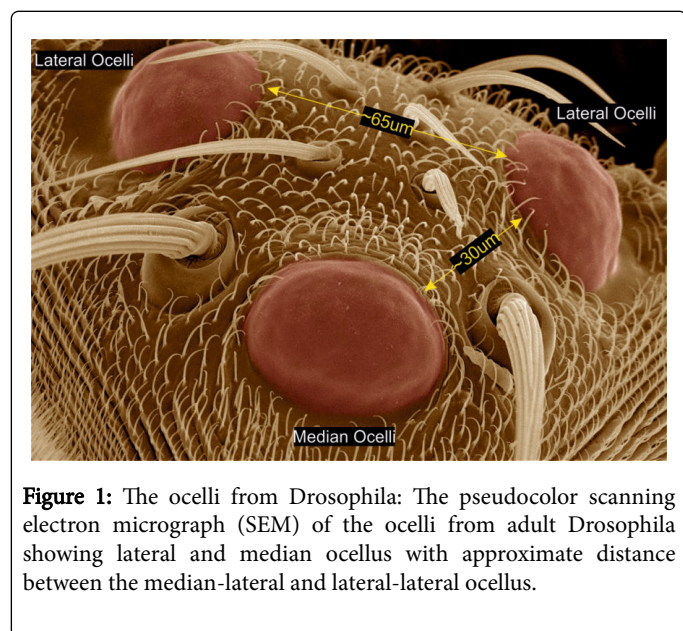 Lateral Ocelli
Lateral Ocelli
~65um
~30um
Median Ocelli
Figure 1: The ocelli from Drosophila: The pseudocolor scanning
electron micrograph (SEM) of the ocelli from adult Drosophila
showing lateral and median ocellus with approximate distance
between the median-lateral and lateral-lateral ocellus.